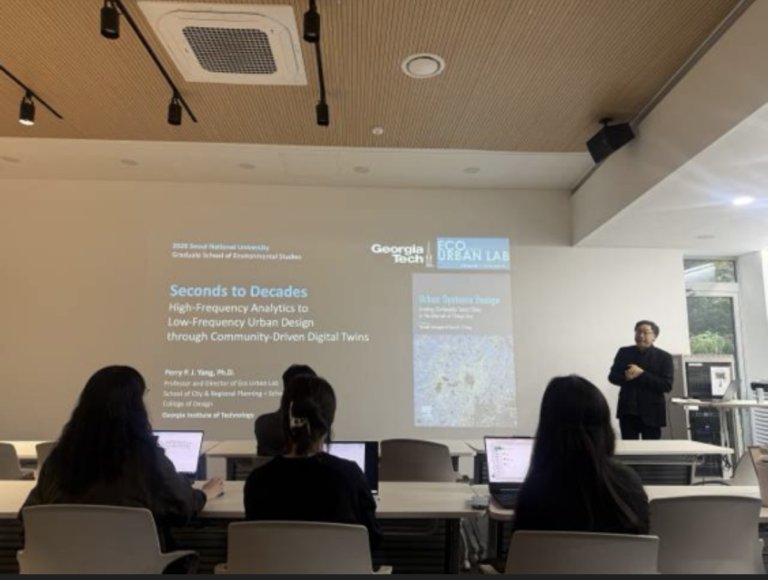 Seoul National University
Graduate School of Environmental Studies
Georgia Tech
ECO URBAN LAB
Seconds to Decades
High-Frequency Analytics to
Low-Frequency Urban Design
through Community-Driven Digital Twins
Urban Systems Design
Perry P. J. Yang, Ph.D.
Professor and Director of Eco Urban Lab
School of City & Regional Planning
College of Design
Georgia Institute of Technology